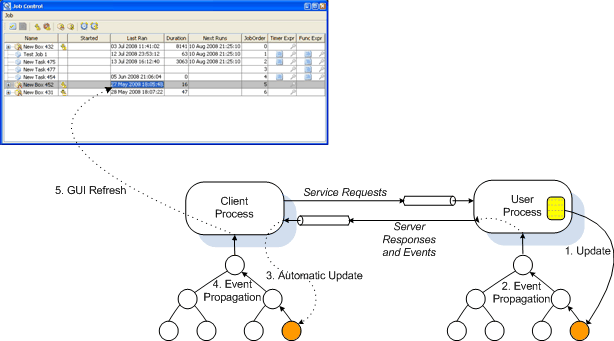 Job Control
Job
Name Started Last Ran Duration Next Runs JobOrder Timer Expr Func Expr
New Box 432 03 Jul 2008 11:41:02 8141 10 Aug 2008 21:25:10 0
Test Job 1 12 Jul 2008 23:53:12 63 10 Aug 2008 21:25:10 1
New Task 475 13 Jul 2008 16:12:40 3063 10 Aug 2008 21:25:10 2
New Task 477 3
New Task 454 05 Jun 2008 21:06:04 0 4
New Box 452 27 May 2008 18:05:48 16 5
New Box 431 28 May 2008 18:07:22 47 6
5. GUI Refresh
Client
Process
Service Requests
User
Process
Server
Responses
and Events
1. Update
3. Automatic Update
4. Event
Propagation
2. Event
Propagation